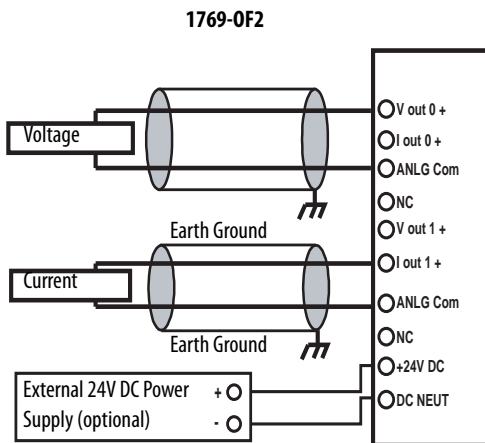 1769-OF2
V out 0 +
Voltage
I out 0 +
ANLG Com
NC
Earth Ground
V out 1 +
Current
I out 1 +
ANLG Com
Earth Ground
NC
+24V DC
External 24V DC Power +
Supply (optional) -
DC NEUT